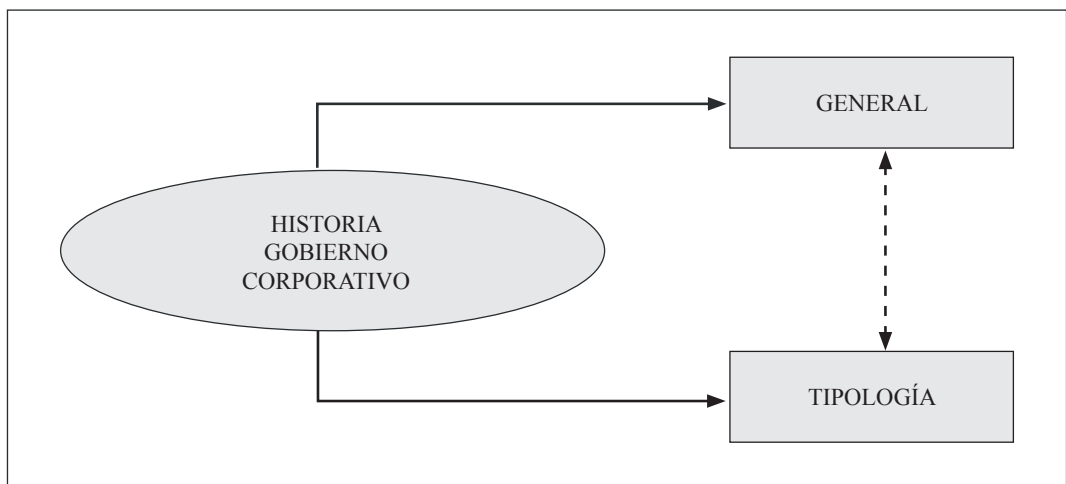 GENERAL
HISTORIA
GOBIERNO
CORPORATIVO
TIPOLOGÍA